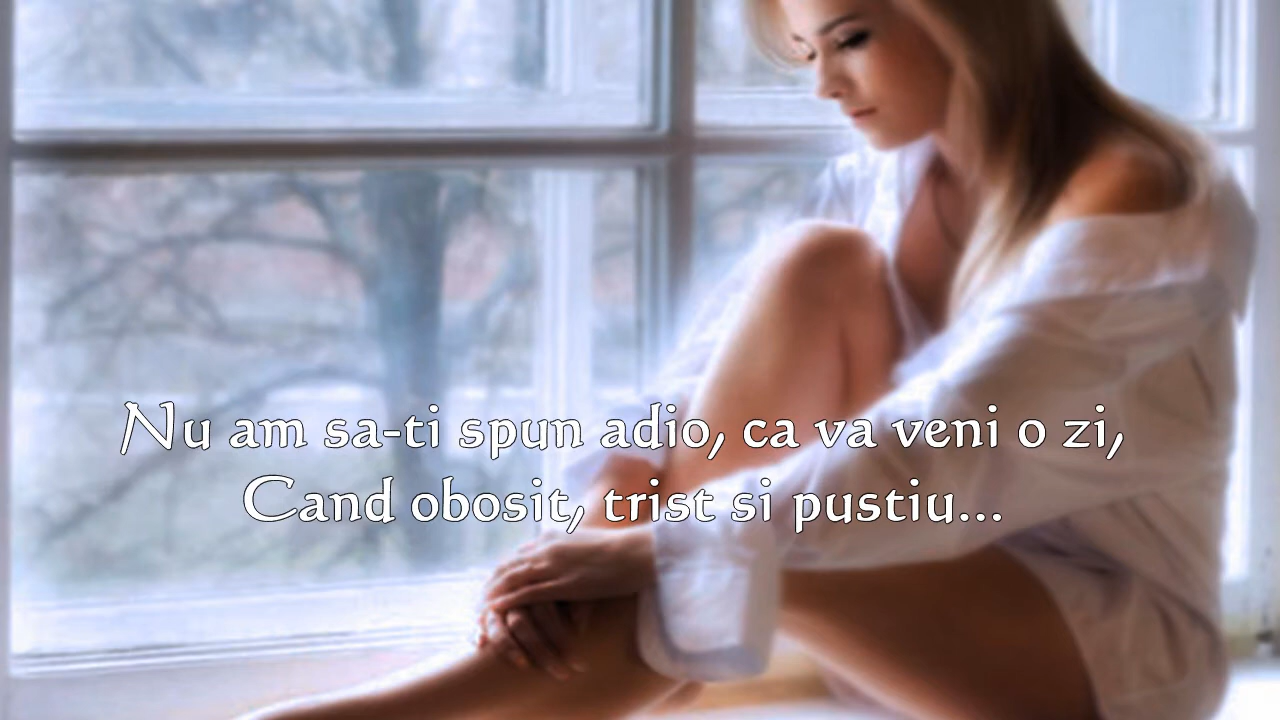 Nu am sa-ti spun adio, ca va veni o zi,
Cand obosit, trist si pustiu...